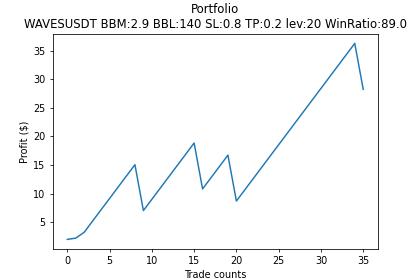 Portfolio
WAVESUSDT BBM:2.9 BBL:140 SL:0.8 TP:0.2 lev:20 WinRatio:89.0
Profit ($)
35
30
25
20
15
10
5
0 5 10 15 20 25 30 35
Trade counts